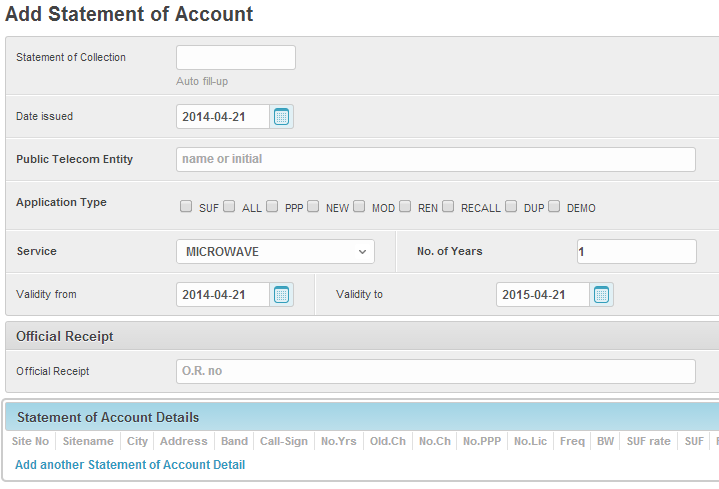 Add Statement of Account
Statement of Collection
Auto fill-up
Date issued 2014-04-21
Public Telecom Entity name or initial
Application Type SUF ALL PPP NEW MOD REN RECALL DUP DEMO
Service MICROWAVE No. of Years 1
Validity from 2014-04-21 Validity to 2015-04-21
Official Receipt
Official Receipt O.R. no
Statement of Account Details
Site No Sitename City Address Band Call-Sign No.Yrs Old.Ch No.Ch No.PPP No.Lic Freq BW SUF rate SUF
Add another Statement of Account Detail